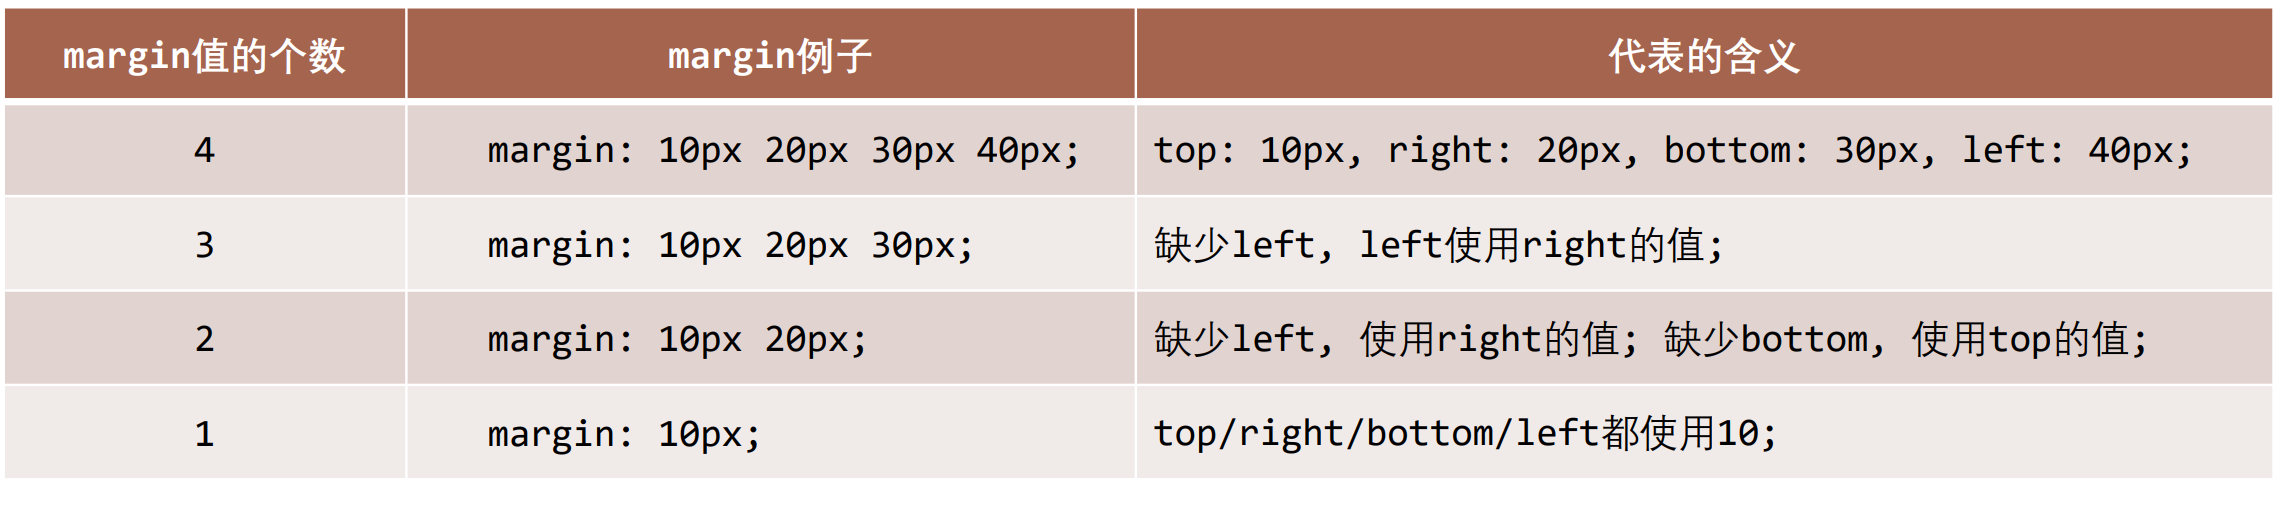 margin值的个数 margin例子 代表的含义
4 margin: 10px 20px 30px 40px; top: 10px, right: 20px, bottom: 30px, left: 40px;
3 margin: 10px 20px 30px; 缺少left, left使用right的值;
2 margin: 10px 20px; 缺少left, 使用right的值; 缺少bottom, 使用top的值;
1 margin: 10px; top/right/bottom/left都使用10;